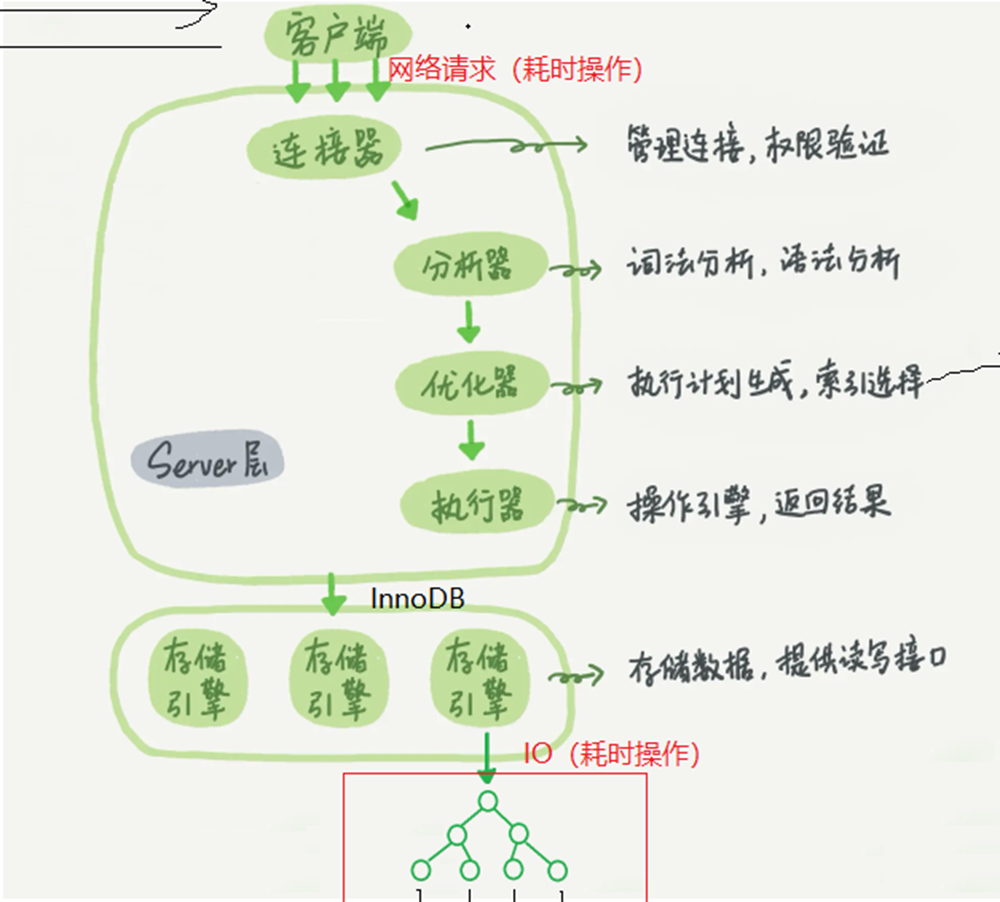 客户端
网络请求（耗时操作）
连接器
管理连接，权限验证
分析器
词法分析，语法分析
优化器
执行计划生成，索引选择
Server层
执行器
操作引擎，返回结果
InnoDB
存储
引擎
存储
引擎
存储
引擎
存储数据，提供读写接口
IO（耗时操作）